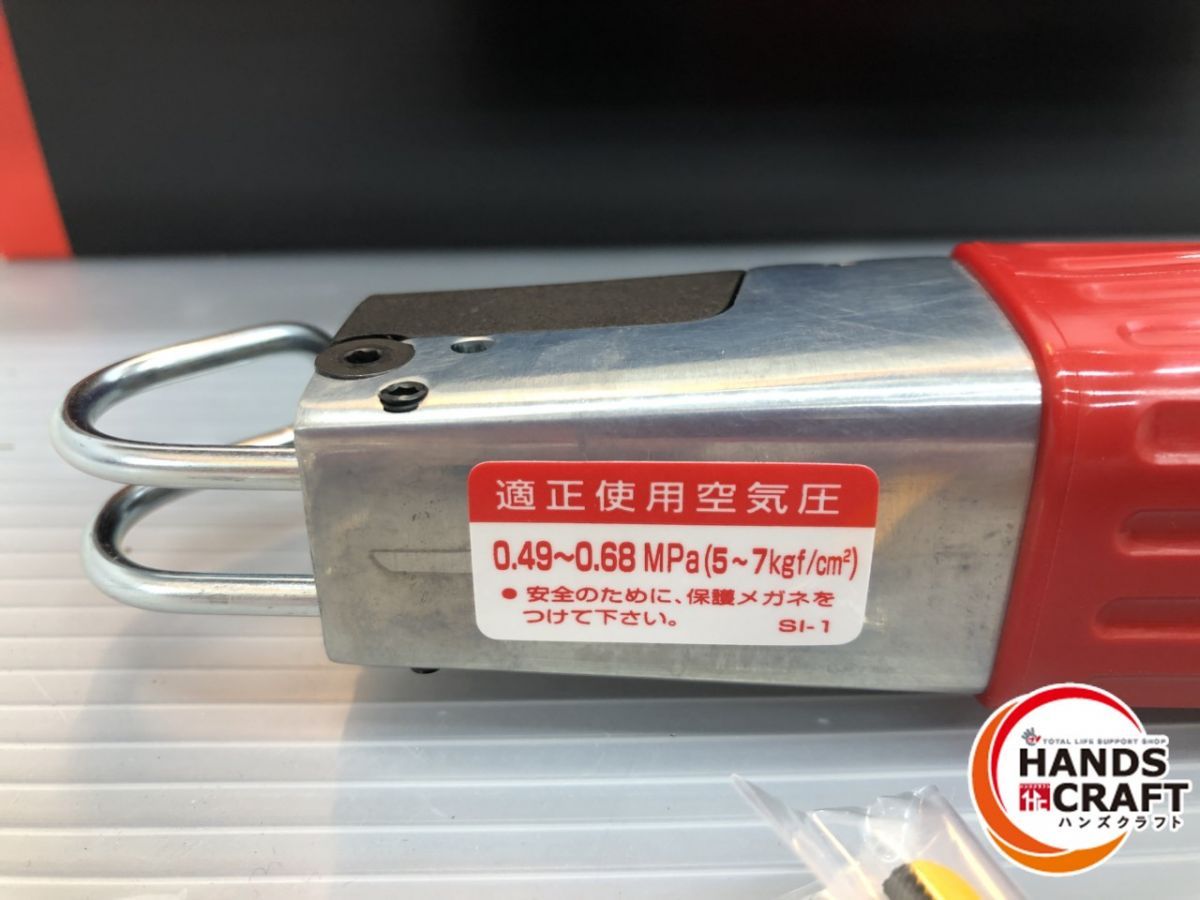 適正使用空気圧
0.49〜0.68 MPa(5〜7kgf/cm²)
● 安全のために、保護メガネを
つけて下さい。 SI-1
TOTAL LIFE SUPPORT SHOP
HANDS
CRAFT
ハンズクラフト